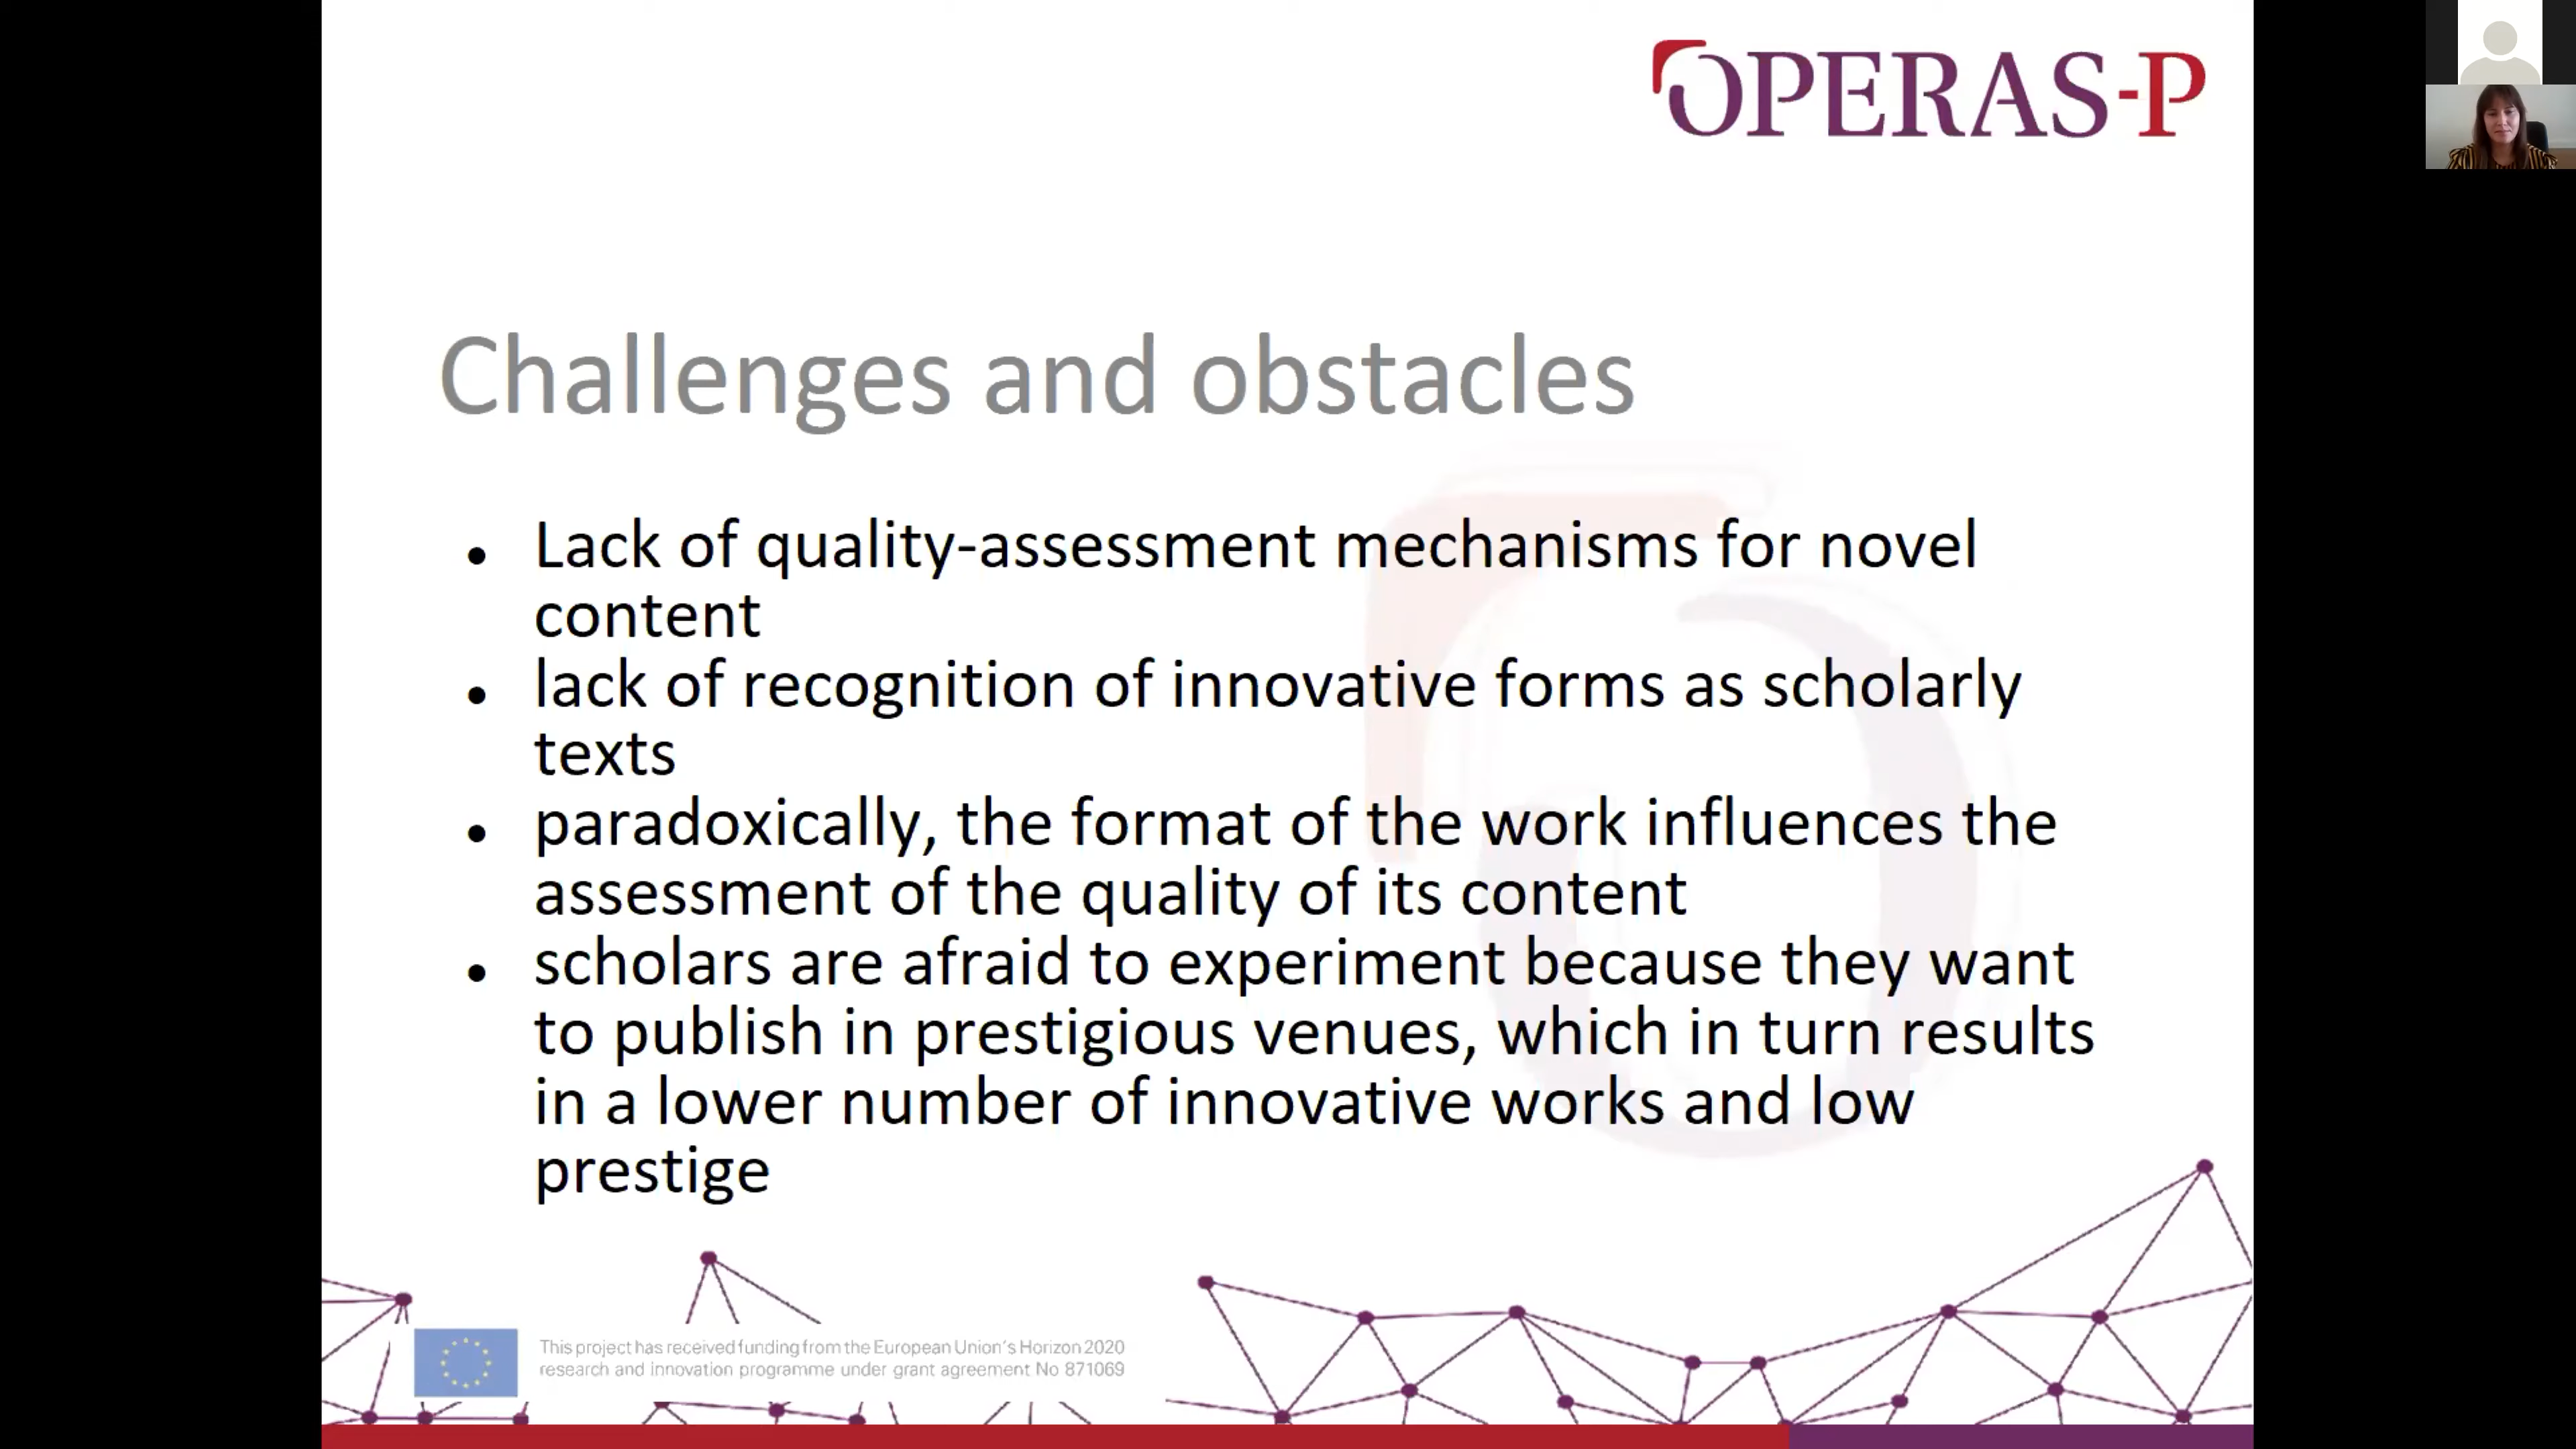 OPERAS-P
Challenges and obstacles
• Lack of quality-assessment mechanisms for novel
content
• lack of recognition of innovative forms as scholarly
texts
• paradoxically, the format of the work influences the
assessment of the quality of its content
• scholars are afraid to experiment because they want
to publish in prestigious venues, which in turn results
in a lower number of innovative works and low
prestige
This project has received funding from the European Union's Horizon 2020
research and innovation programme under grant agreement No 871069